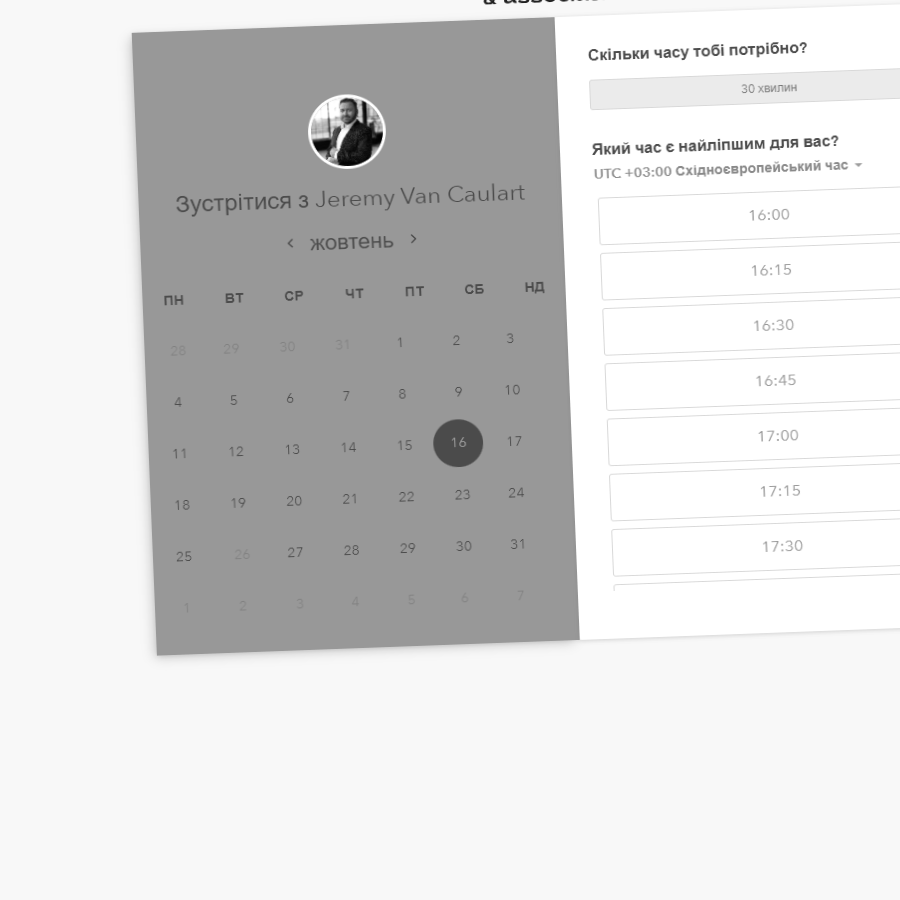 Зустрітися з Jeremy Van Caulart
жовтень
ПН ВТ СР ЧТ ПТ СБ НД
28 29 30 31 1 2 3
4 5 6 7 8 9 10
11 12 13 14 15 16 17
18 19 20 21 22 23 24
25 26 27 28 29 30 31
1 2 3 4 5 6 7
Скільки часу тобі потрібно?
30 хвилин
Який час є найліпшим для вас?
UTC +03:00 Східноєвропейський час
16:00
16:15
16:30
16:45
17:00
17:15
17:30